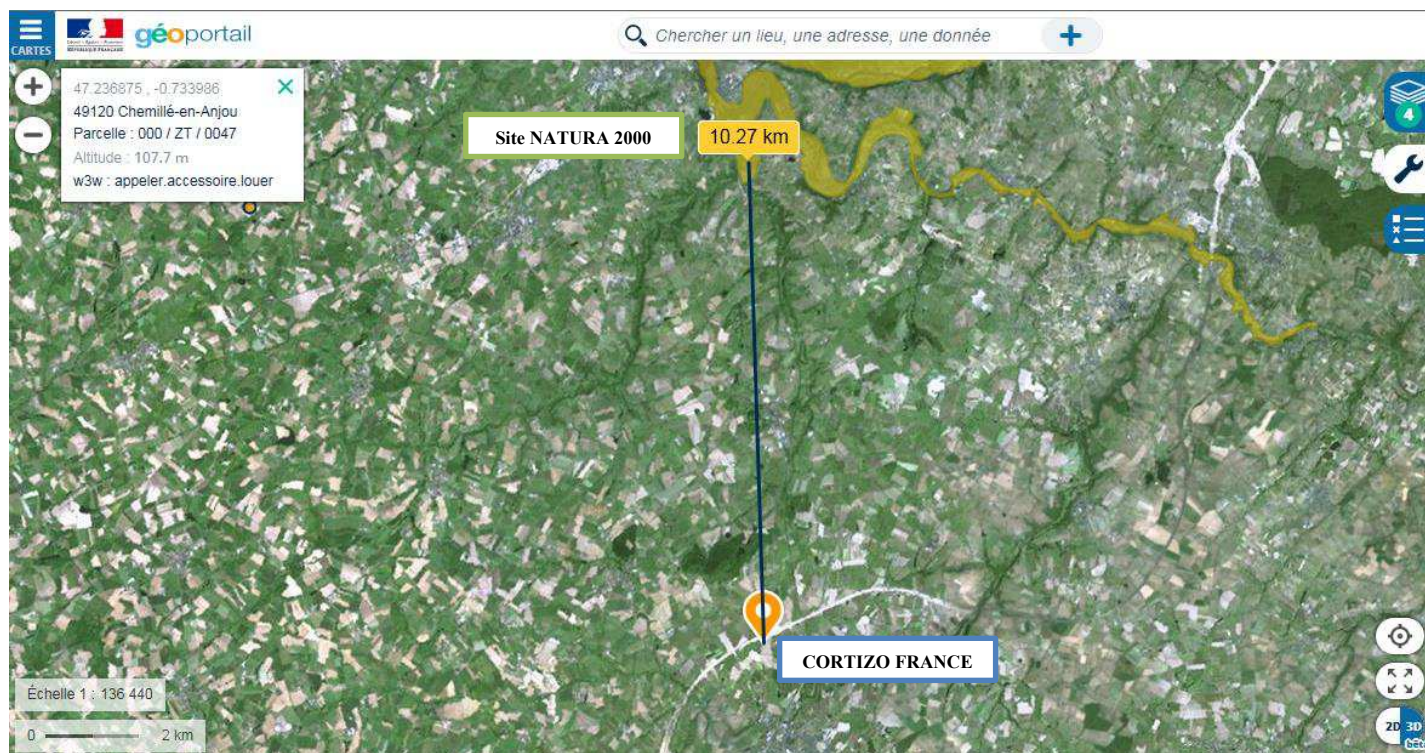 CARTES
RÉPUBLIQUE FRANÇAISE
géoportail
Chercher un lieu, une adresse, une donnée
47.236875 , -0.733986
49120 Chemillé-en-Anjou
Parcelle : 000 / ZT / 0047
Altitude : 107.7 m
w3w : appeler.accessoire.louer
Site NATURA 2000
10.27 km
4
CORTIZO FRANCE
Échelle 1 : 136 440
0 2 km
2D 3D